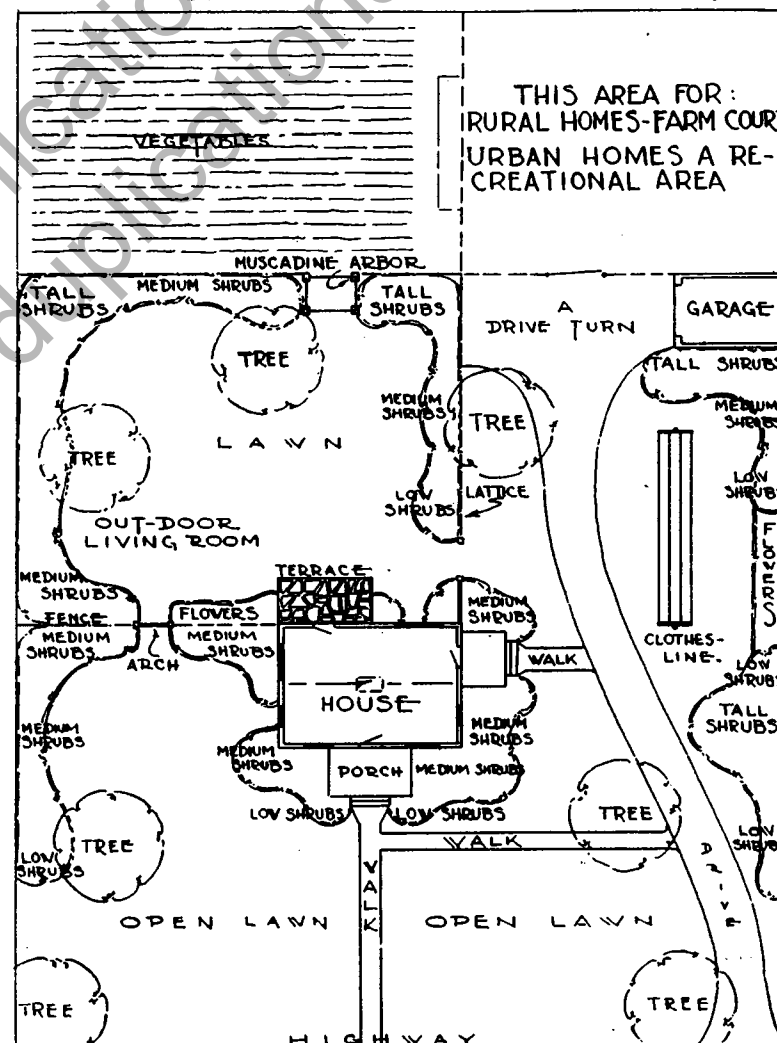 THIS AREA FOR:
RURAL HOMES-FARM COUR
URBAN HOMES A RE-
CREATIONAL AREA
VEGETABLES
MUSCADINE ARBOR
MEDIUM SHRUBS
TALL
SHRUBS
TALL
SHRUBS
A
DRIVE TURN
GARAGE
TREE
TALL SHRUBS
MEDIUM
SHRUBS
MEDIUM
SHRUBS
TREE
LAWN
TREE
LOW
SHRUBS
LATTICE
LOW
SHRUBS
FLOWERS
OUT-DOOR
LIVING ROOM
TERRACE
MEDIUM
SHRUBS
FENCE
MEDIUM
SHRUBS
ARCH
FLOWERS
MEDIUM
SHRUBS
MEDIUM
SHRUBS
WALK
CLOTHES-
LINE.
LOW
SHRUBS
HOUSE
TALL
SHRUBS
MEDIUM
SHRUBS
MEDIUM
SHRUBS
MEDIUM
SHRUBS
PORCH
MEDIUM SHRUBS
LOW SHRUBS
LOW SHRUBS
TREE
TREE
WALK
LOW
SHRUBS
LOW
SHRUBS
WALK
DRIVE
OPEN LAWN
OPEN LAWN
TREE
TREE
HIGHWAY
plication
duplication